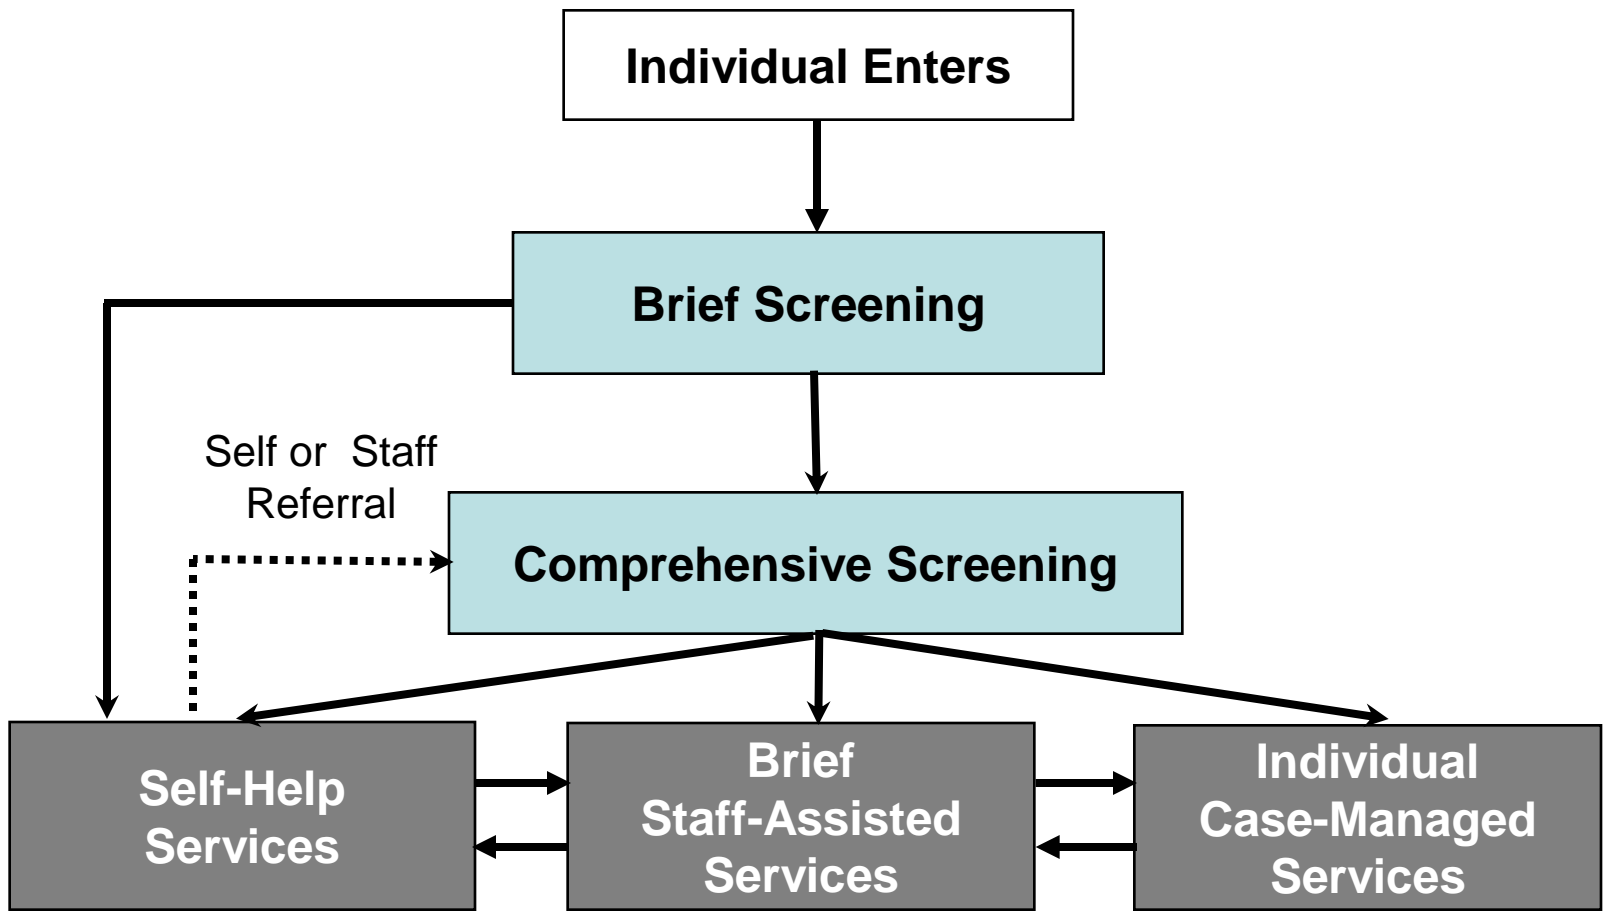 Individual Enters
Brief Screening
Self or  Staff
Referral
Comprehensive Screening
Self-Help
Services
Brief
Staff-Assisted
Services
Individual
Case-Managed
Services